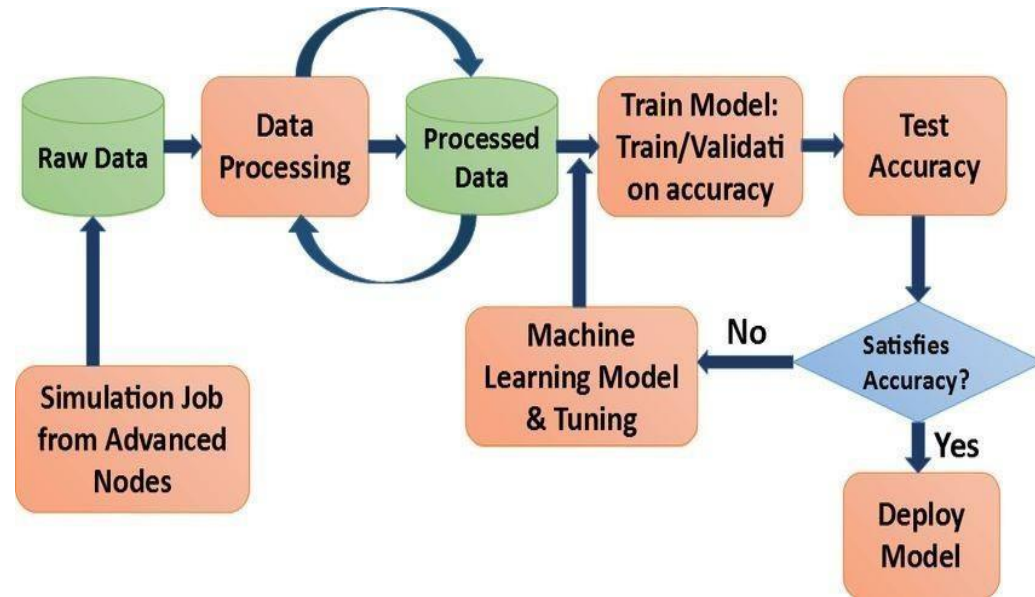 Raw Data
Data
Processing
Processed
Data
Train Model:
Train/Validati
on accuracy
Test
Accuracy
Simulation Job
from Advanced
Nodes
Machine
Learning Model
& Tuning
No
Satisfies
Accuracy?
Yes
Deploy
Model